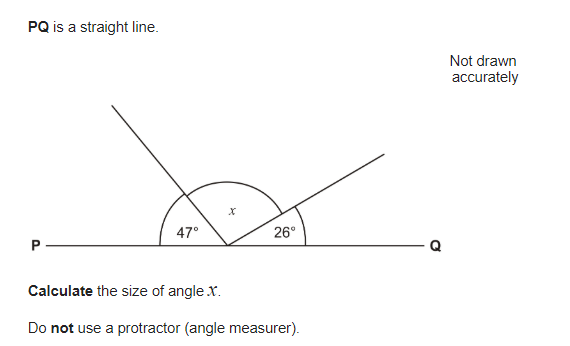 PQ is a straight line.
Not drawn
accurately
x
47°
26°
P
Q
Calculate the size of angle x.
Do not use a protractor (angle measurer).